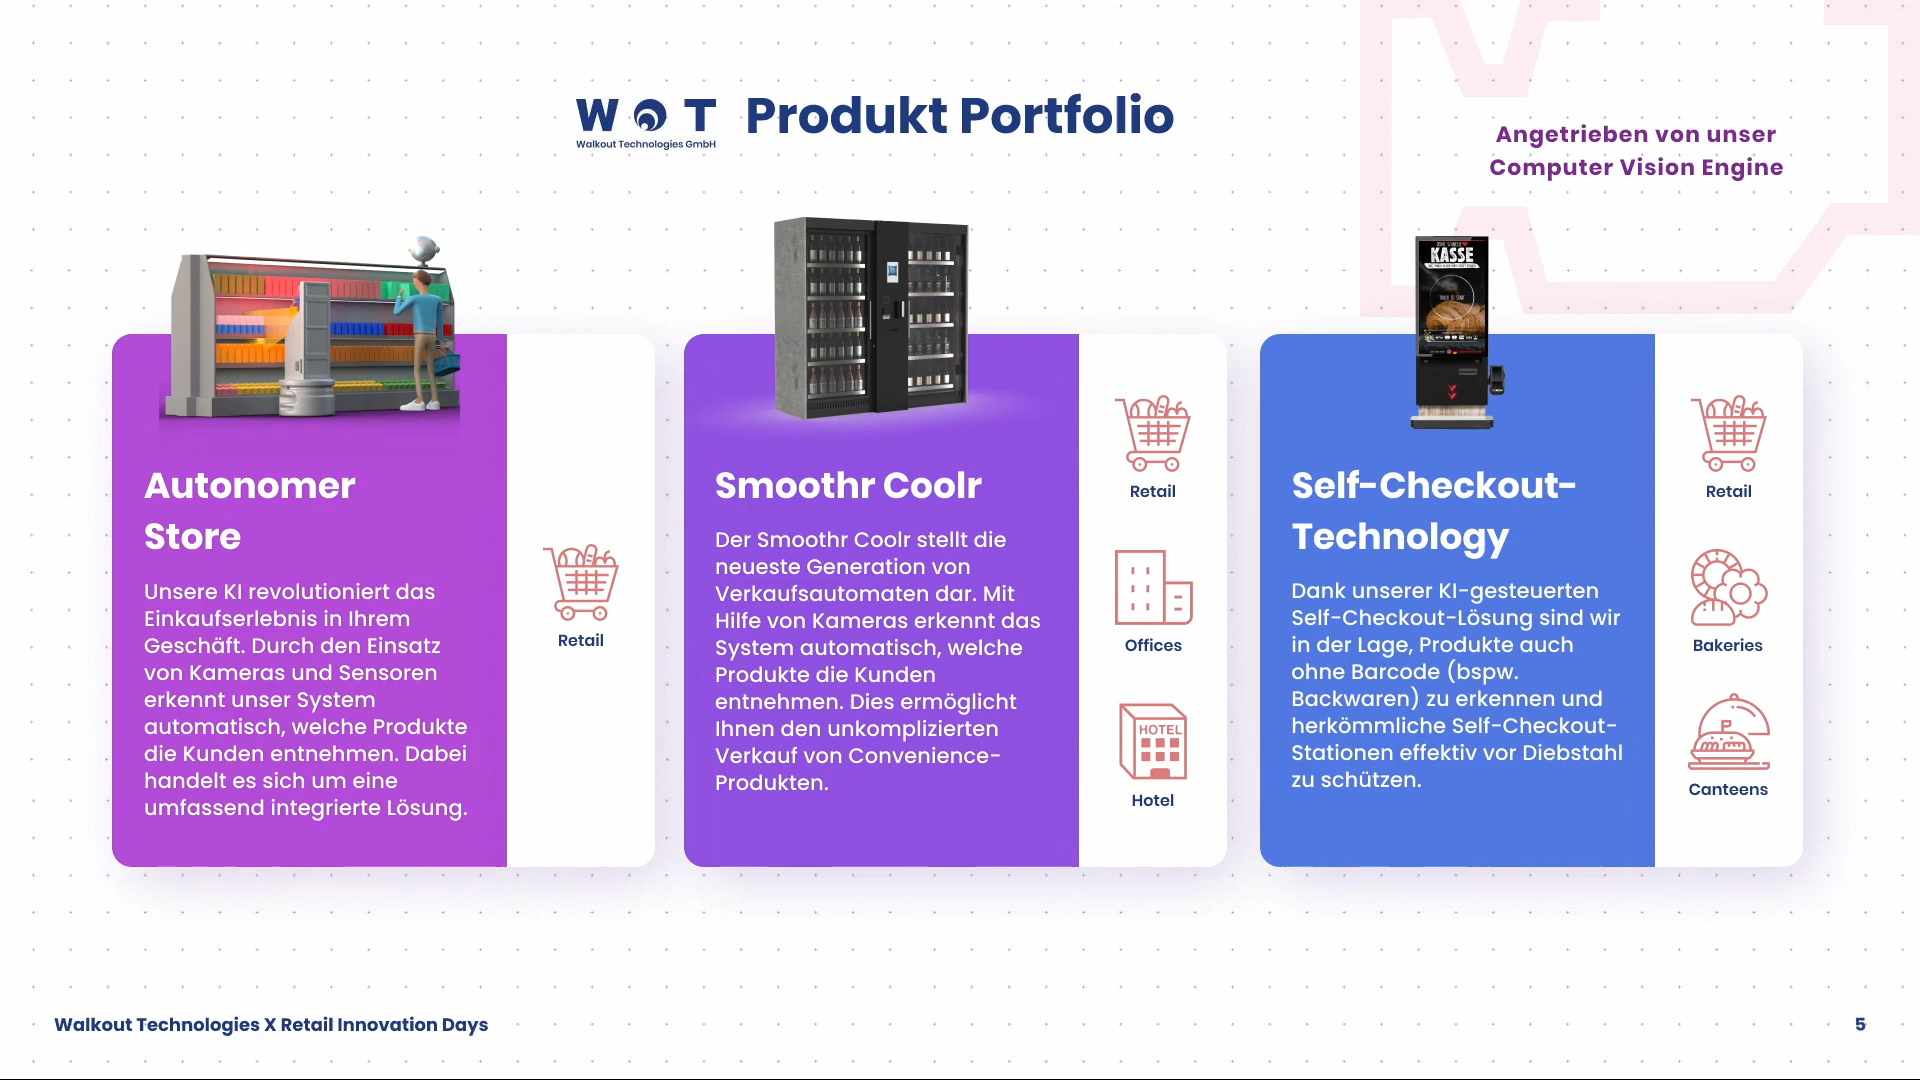 WOT
Walkout Technologies GmbH
Produkt Portfolio
Angetrieben von unser
Computer Vision Engine
Autonomer
Store
Unsere KI revolutioniert das
Einkaufserlebnis in Ihrem
Geschäft. Durch den Einsatz
von Kameras und Sensoren
erkennt unser System
automatisch, welche Produkte
die Kunden entnehmen. Dabei
handelt es sich um eine
umfassend integrierte Lösung.
Retail
Smoothr Coolr
Der Smoothr Coolr stellt die
neueste Generation von
Verkaufsautomaten dar. Mit
Hilfe von Kameras erkennt das
System automatisch, welche
Produkte die Kunden
entnehmen. Dies ermöglicht
Ihnen den unkomplizierten
Verkauf von Convenience-
Produkten.
Retail
Offices
HOTEL
Hotel
KASSE
TOUCH TO START
Self-Checkout-
Technology
Dank unserer KI-gesteuerten
Self-Checkout-Lösung sind wir
in der Lage, Produkte auch
ohne Barcode (bspw.
Backwaren) zu erkennen und
herkömmliche Self-Checkout-
Stationen effektiv vor Diebstahl
zu schützen.
Retail
Bakeries
Canteens
Walkout Technologies X Retail Innovation Days
5